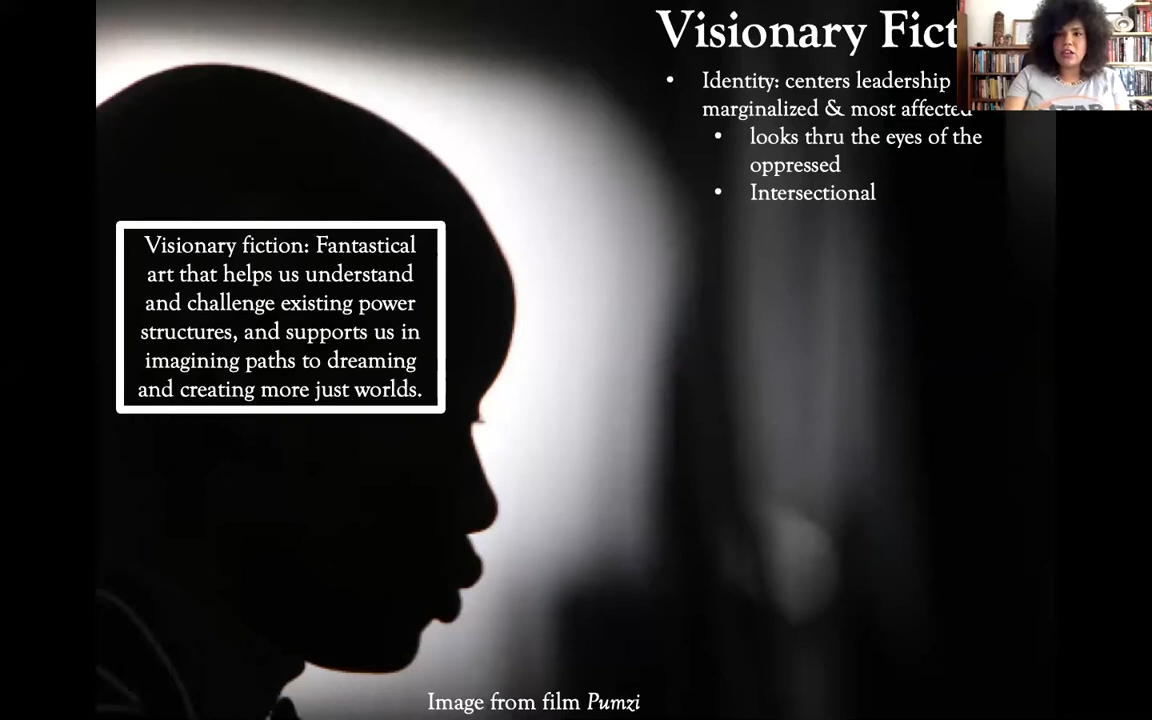 Visionary Fict
• Identity: centers leadership
marginalized & most affected
• looks thru the eyes of the
oppressed
• Intersectional
Visionary fiction: Fantastical
art that helps us understand
and challenge existing power
structures, and supports us in
imagining paths to dreaming
and creating more just worlds.
Image from film Pumzi